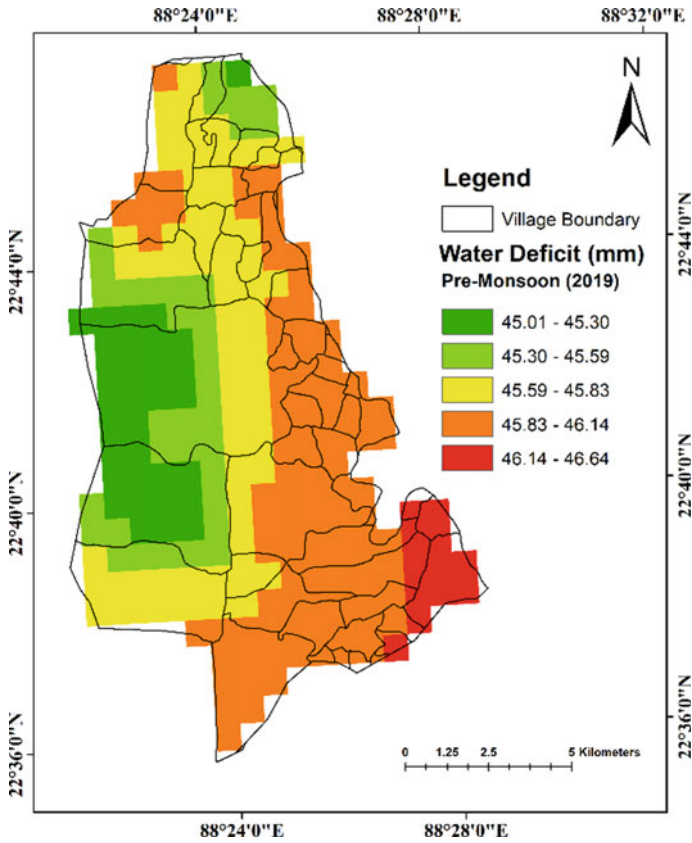 88°24'0"E 88°28'0"E 88°32'0"E
N
Legend
Village Boundary
Water Deficit (mm)
Pre-Monsoon (2019)
45.01 - 45.30
45.30 - 45.59
45.59 - 45.83
45.83 - 46.14
46.14 - 46.64
22°44'0"N
22°40'0"N
22°36'0"N
22°44'0"N
22°40'0"N
22°36'0"N
0 1.25 2.5 5 Kilometers
88°24'0"E 88°28'0"E